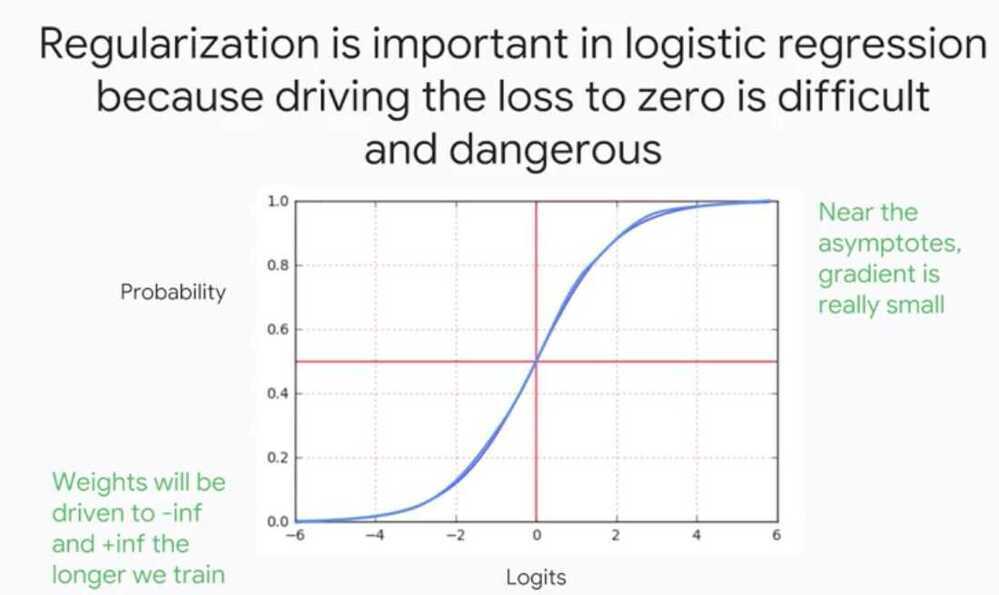 Regularization is important in logistic regression
because driving the loss to zero is difficult
and dangerous
Probability
1.0
0.8
0.6
0.4
0.2
0.0
−6
−4
−2
0
2
4
6
Logits
Near the
asymptotes,
gradient is
really small
Weights will be
driven to -inf
and +inf the
longer we train